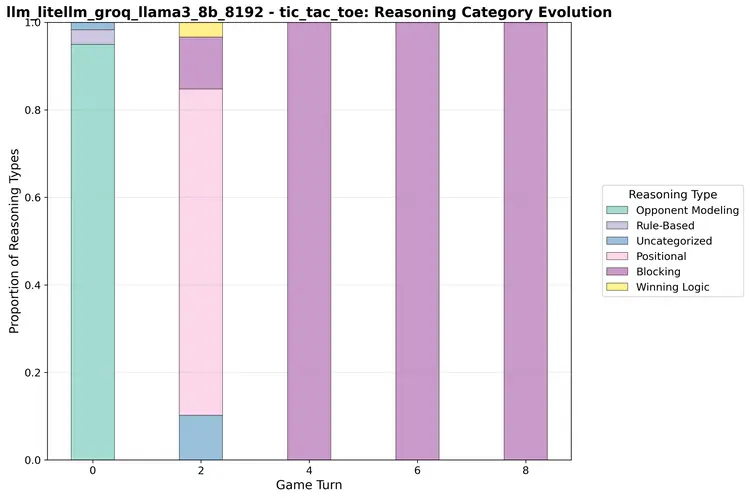 llm_litellm_groq_llama3_8b_8192 - tic_tac_toe: Reasoning Category Evolution
1.0
0.8
0.6
0.4
0.2
0.0
Proportion of Reasoning Types
0 2 4 6 8
Game Turn
Reasoning Type
Opponent Modeling
Rule-Based
Uncategorized
Positional
Blocking
Winning Logic